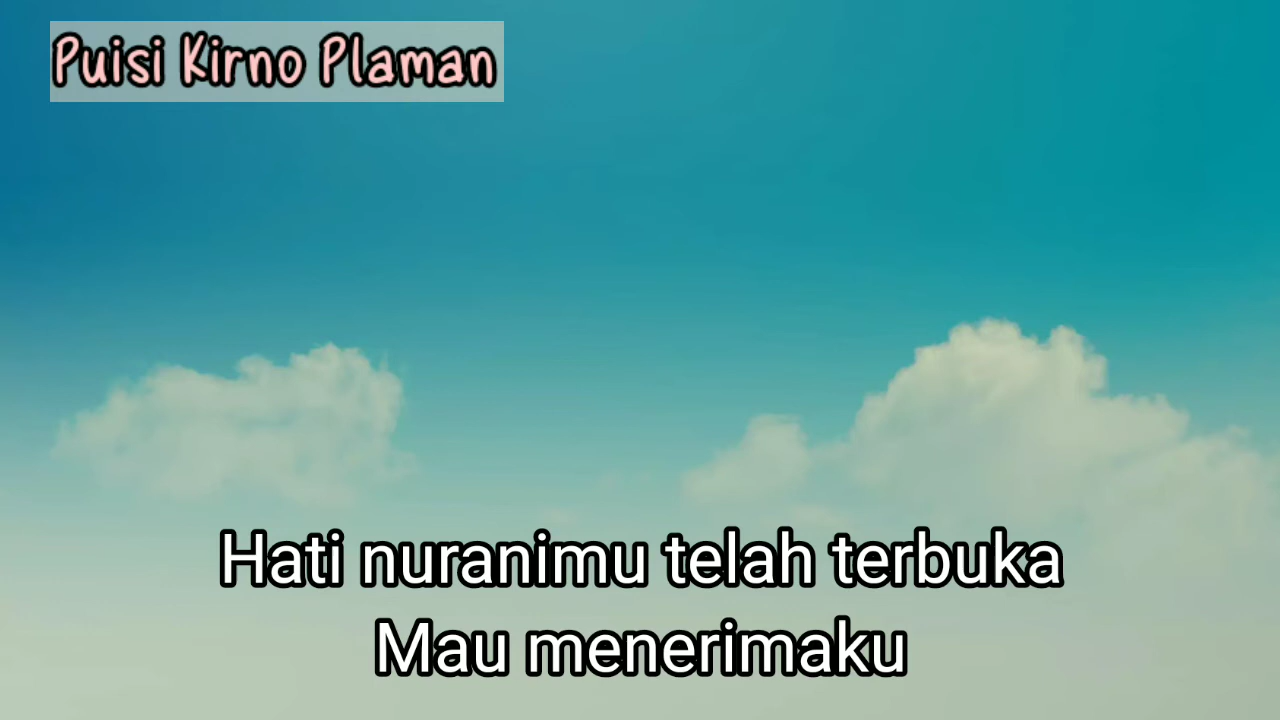 Puisi Kirno Plaman
Hati nuranimu telah terbuka
Mau menerimaku